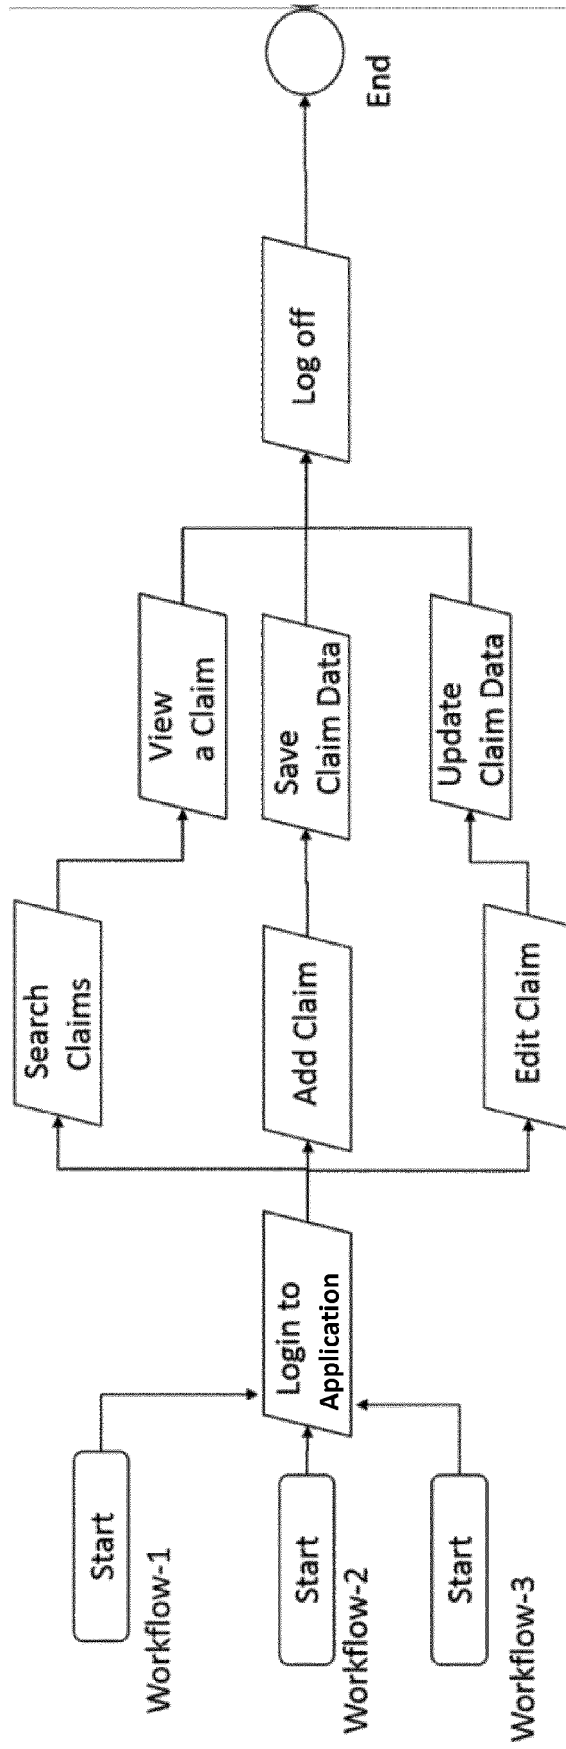 Start
Workflow-1
Start
Workflow-2
Start
Workflow-3
Login to
Application
Search
Claims
Add Claim
Edit Claim
View
a Claim
Save
Claim Data
Update
Claim Data
Log off
End